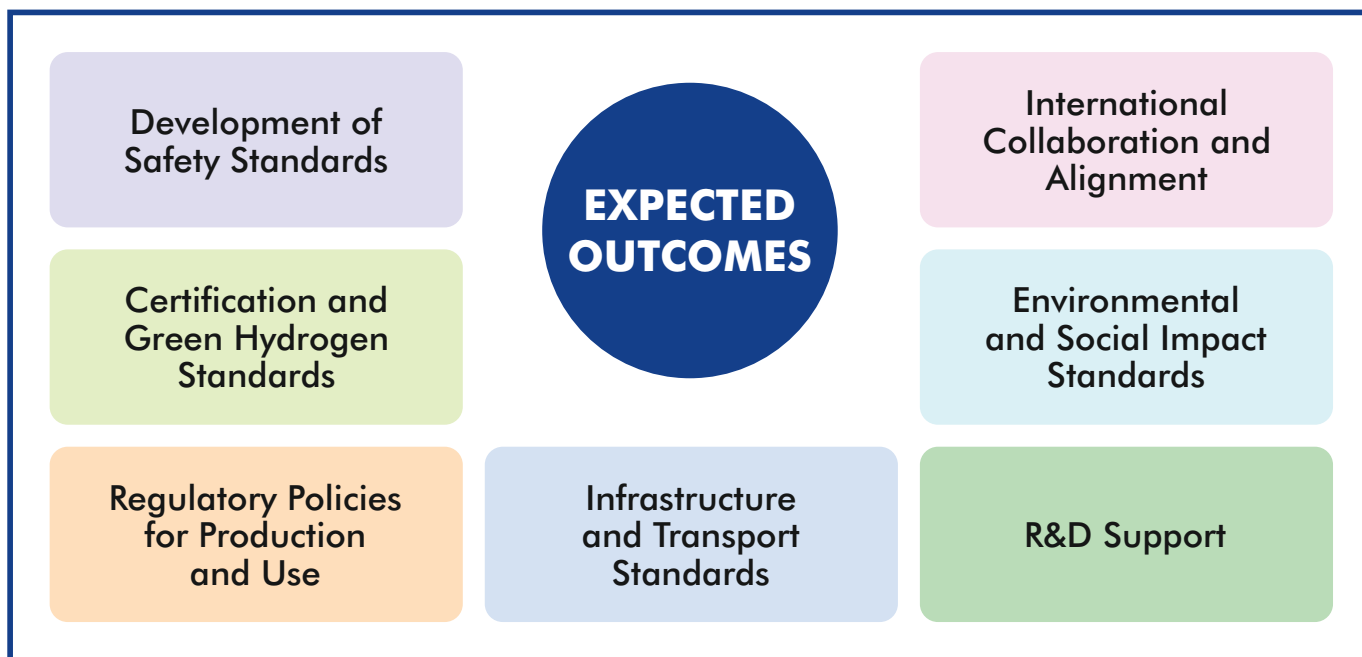 Development of
Safety Standards
EXPECTED
OUTCOMES
International
Collaboration and
Alignment
Certification and
Green Hydrogen
Standards
Environmental
and Social Impact
Standards
Regulatory Policies
for Production
and Use
Infrastructure
and Transport
Standards
R&D Support